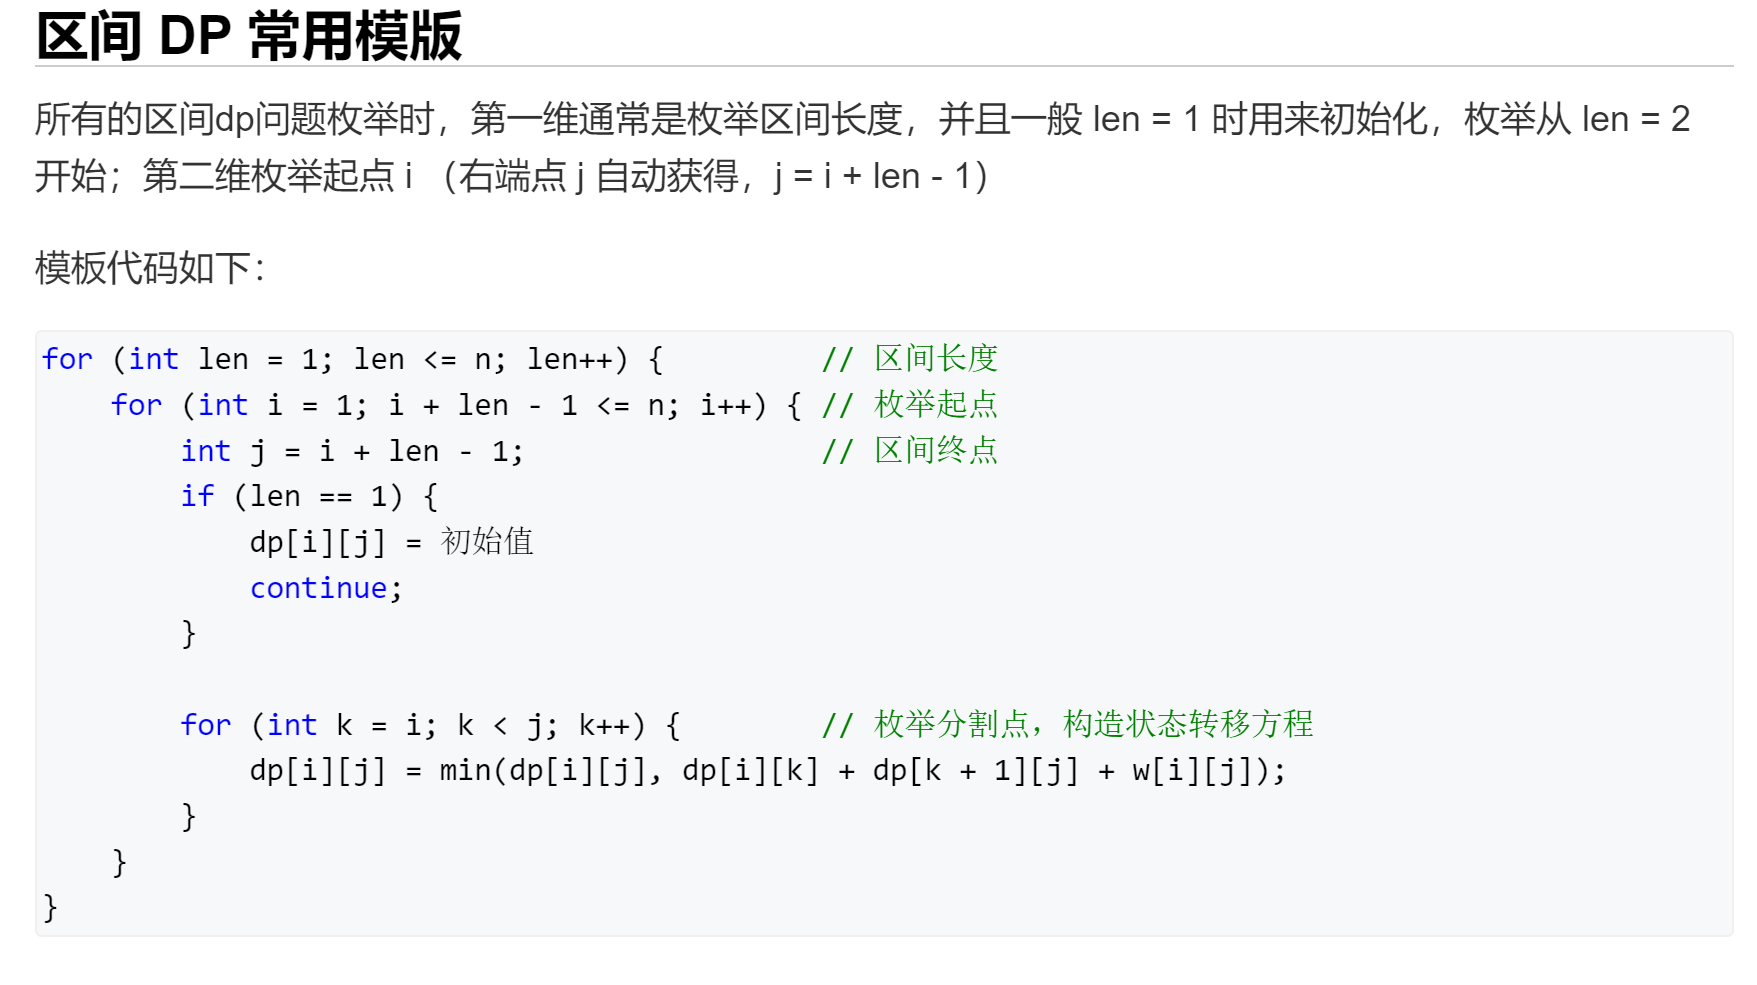 区间 DP 常用模版
所有的区间dp问题枚举时，第一维通常是枚举区间长度，并且一般 len = 1 时用来初始化，枚举从 len = 2
开始；第二维枚举起点 i （右端点 j 自动获得，j = i + len - 1）
模板代码如下：
for (int len = 1; len <= n; len++) {         // 区间长度
    for (int i = 1; i + len - 1 <= n; i++) { // 枚举起点
        int j = i + len - 1;                 // 区间终点
        if (len == 1) {
            dp[i][j] = 初始值
            continue;
        }
        for (int k = i; k < j; k++) {        // 枚举分割点，构造状态转移方程
            dp[i][j] = min(dp[i][j], dp[i][k] + dp[k + 1][j] + w[i][j]);
        }
    }
}